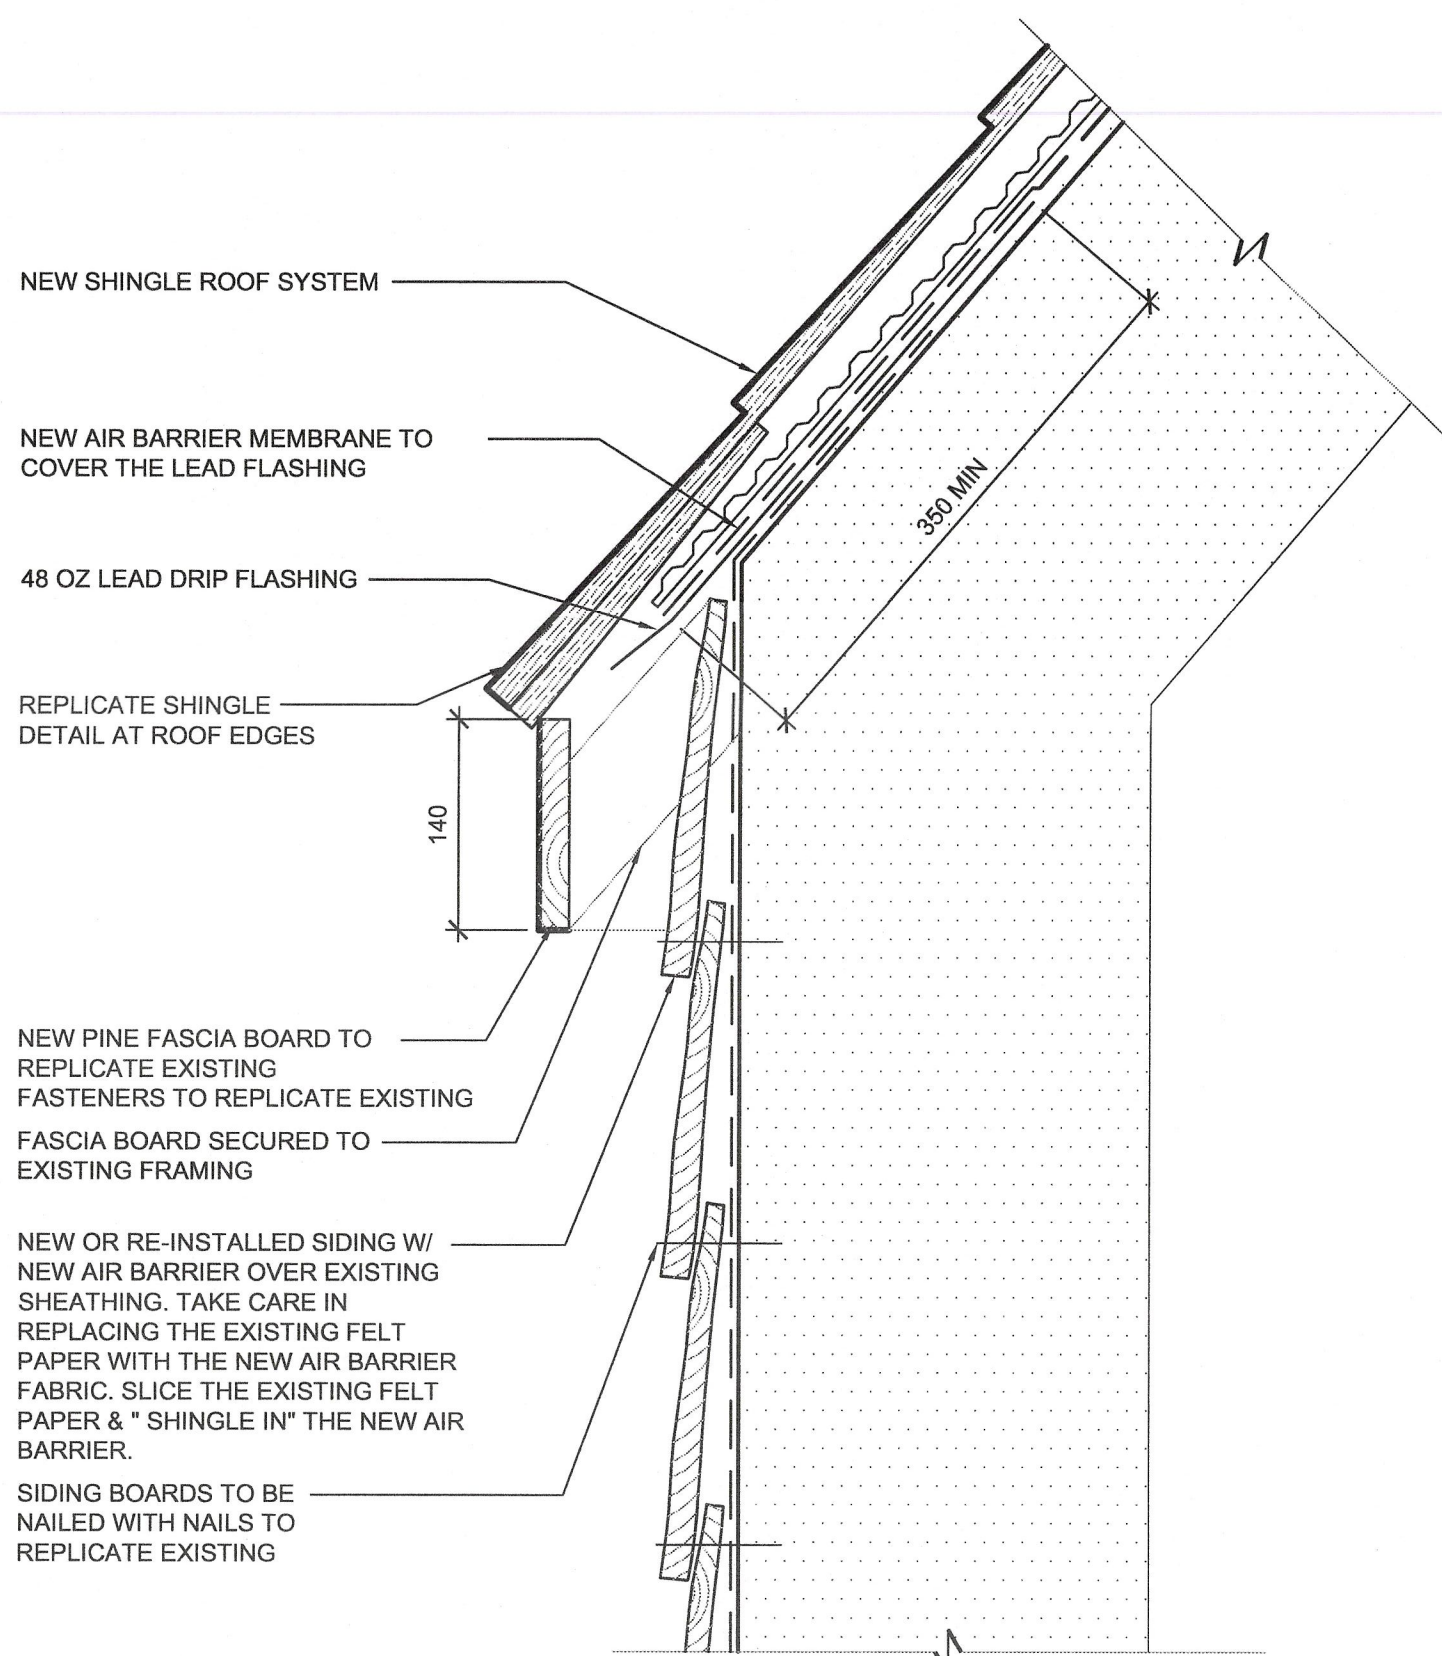 NEW SHINGLE ROOF SYSTEM
NEW AIR BARRIER MEMBRANE TO
COVER THE LEAD FLASHING
350 MIN
48 OZ LEAD DRIP FLASHING
REPLICATE SHINGLE
DETAIL AT ROOF EDGES
140
NEW PINE FASCIA BOARD TO
REPLICATE EXISTING
FASTENERS TO REPLICATE EXISTING
FASCIA BOARD SECURED TO
EXISTING FRAMING
NEW OR RE-INSTALLED SIDING W/
NEW AIR BARRIER OVER EXISTING
SHEATHING. TAKE CARE IN
REPLACING THE EXISTING FELT
PAPER WITH THE NEW AIR BARRIER
FABRIC. SLICE THE EXISTING FELT
PAPER & " SHINGLE IN" THE NEW AIR
BARRIER.
SIDING BOARDS TO BE
NAILED WITH NAILS TO
REPLICATE EXISTING